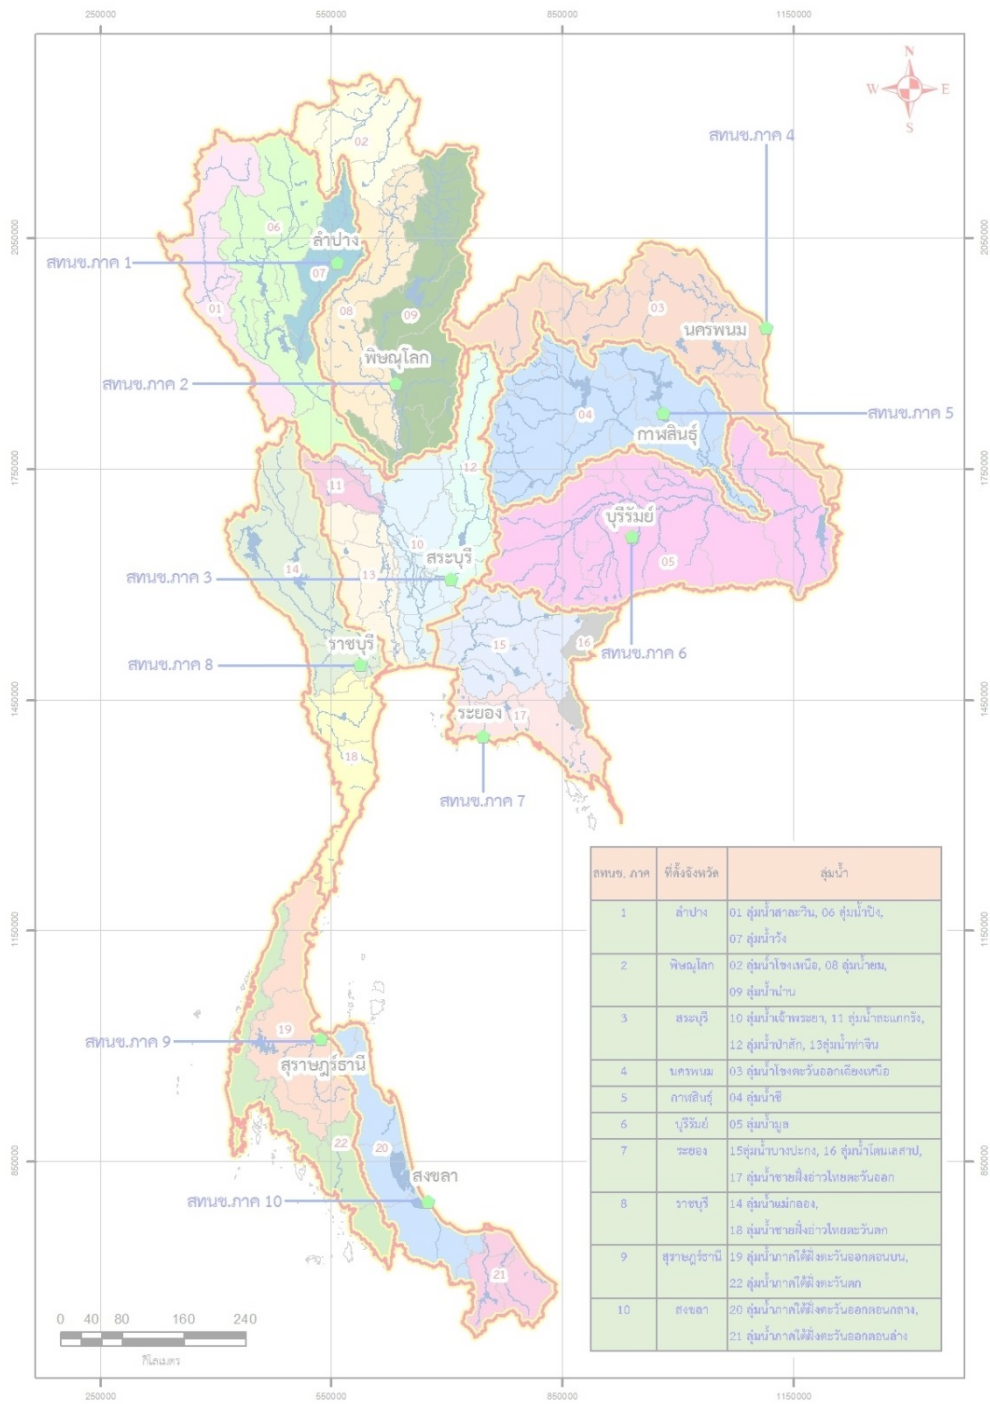 250000 550000 850000 1150000
N
W E
S
สทนช.ภาค 4
02
2050000 2050000
06
ลำปาง
สทนช.ภาค 1
07
01
08
09
03
นครพนม
พิษณุโลก
สทนช.ภาค 2
04
สทนช.ภาค 5
กาฬสินธุ์
1750000 1750000
12
11
บุรีรัมย์
10
สระบุรี
05
14
13
สทนช.ภาค 3
ราชบุรี
15
16
สทนช.ภาค 6
สทนช.ภาค 8
1450000 1450000
ระยอง
17
18
สทนช.ภาค 7
สทนช. ภาค ที่ตั้งจังหวัด ลุ่มน้ำ
1 ลำปาง 01 ลุ่มน้ำสาละวิน, 06 ลุ่มน้ำปิง,
07 ลุ่มน้ำวัง
2 พิษณุโลก 02 ลุ่มน้ำโขงเหนือ, 08 ลุ่มน้ำยม,
09 ลุ่มน้ำน่าน
3 สระบุรี 10 ลุ่มน้ำเจ้าพระยา, 11 ลุ่มน้ำสะแกกรัง,
12 ลุ่มน้ำป่าสัก, 13ลุ่มน้ำท่าจีน
4 นครพนม 03 ลุ่มน้ำโขงตะวันออกเฉียงเหนือ
5 กาฬสินธุ์ 04 ลุ่มน้ำชี
6 บุรีรัมย์ 05 ลุ่มน้ำมูล
7 ระยอง 15ลุ่มน้ำบางปะกง, 16 ลุ่มน้ำโตนเลสาป,
17 ลุ่มน้ำชายฝั่งอ่าวไทยตะวันออก
8 ราชบุรี 14 ลุ่มน้ำแม่กลอง,
18 ลุ่มน้ำชายฝั่งอ่าวไทยตะวันตก
9 สุราษฎร์ธานี 19 ลุ่มน้ำภาคใต้ฝั่งตะวันออกตอนบน,
22 ลุ่มน้ำภาคใต้ฝั่งตะวันตก
10 สงขลา 20 ลุ่มน้ำภาคใต้ฝั่งตะวันออกตอนกลาง,
21 ลุ่มน้ำภาคใต้ฝั่งตะวันออกตอนล่าง
1150000 1150000
19
สทนช.ภาค 9
สุราษฎร์ธานี
22
20
850000 850000
สงขลา
สทนช.ภาค 10
21
0 40 80 160 240
กิโลเมตร
250000 550000 850000 1150000